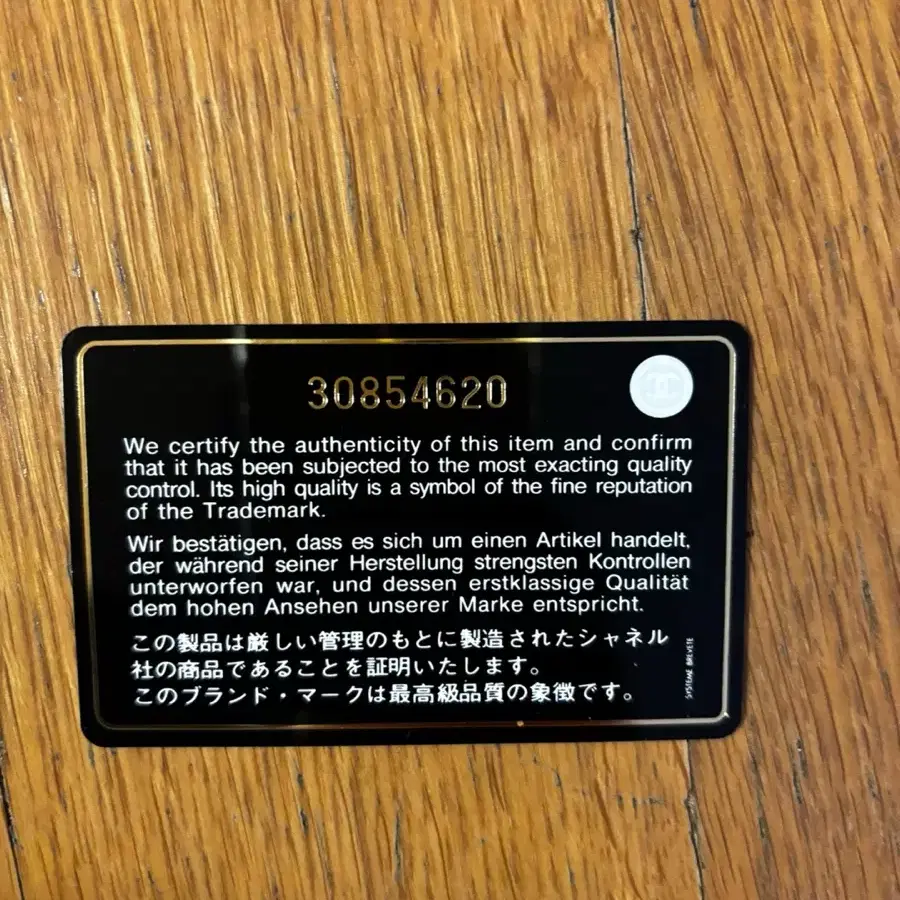 30854620
We certify the authenticity of this item and confirm
that it has been subjected to the most exacting quality
control. Its high quality is a symbol of the fine reputation
of the Trademark.
Wir bestätigen, dass es sich um einen Artikel handelt,
der während seiner Herstellung strengsten Kontrollen
unterworfen war, und dessen erstklassige Qualität
dem hohen Ansehen unserer Marke entspricht.
この製品は厳しい管理のもとに製造されたシャネル
社の商品であることを証明いたします。
このブランド・マークは最高級品質の象徴です。
SYSTEME BREVETE